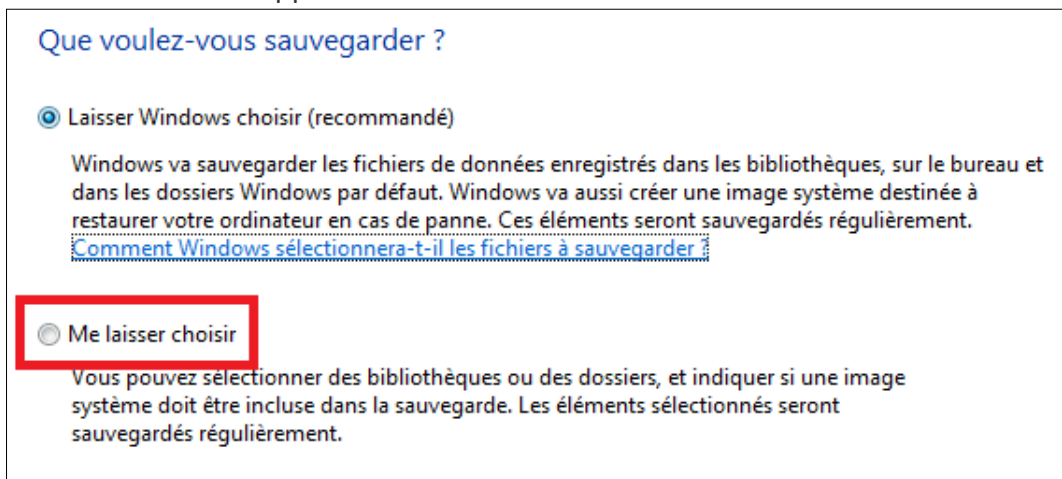 Que voulez-vous sauvegarder ?
Laisser Windows choisir (recommandé)
Windows va sauvegarder les fichiers de données enregistrés dans les bibliothèques, sur le bureau et
dans les dossiers Windows par défaut. Windows va aussi créer une image système destinée à
restaurer votre ordinateur en cas de panne. Ces éléments seront sauvegardés régulièrement.
Comment Windows sélectionnera-t-il les fichiers à sauvegarder ?
Me laisser choisir
Vous pouvez sélectionner des bibliothèques ou des dossiers, et indiquer si une image
système doit être incluse dans la sauvegarde. Les éléments sélectionnés seront
sauvegardés régulièrement.